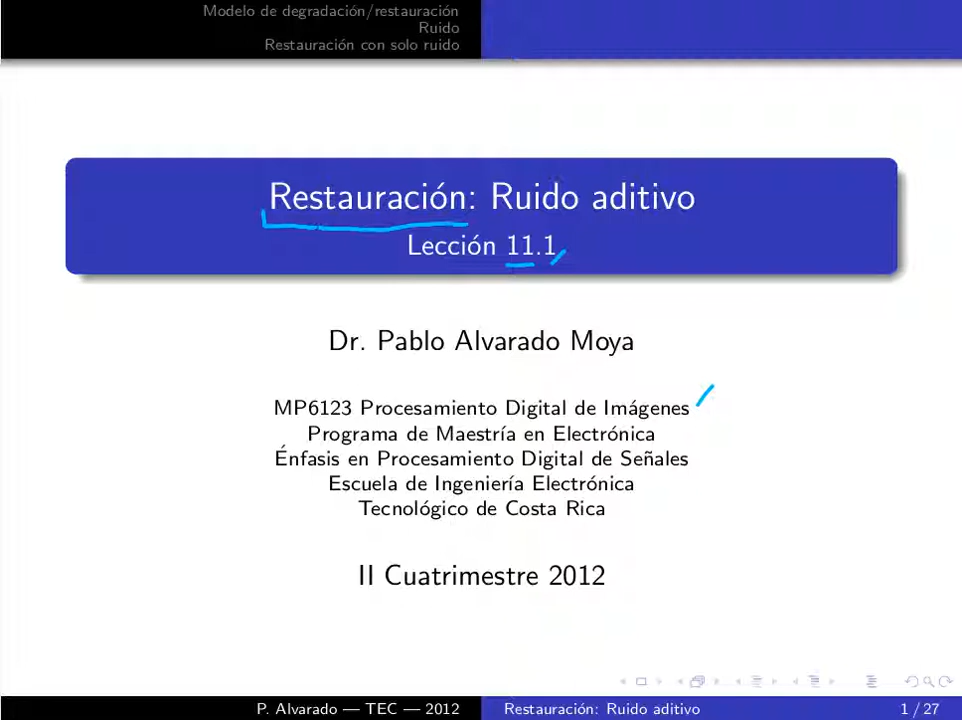 Modelo de degradación/restauración
Ruido
Restauración con solo ruido
Restauración: Ruido aditivo
Lección 11.1
Dr. Pablo Alvarado Moya
MP6123 Procesamiento Digital de Imágenes
Programa de Maestría en Electrónica
Énfasis en Procesamiento Digital de Señales
Escuela de Ingeniería Electrónica
Tecnológico de Costa Rica
II Cuatrimestre 2012
P. Alvarado — TEC — 2012
Restauración: Ruido aditivo
1 / 27